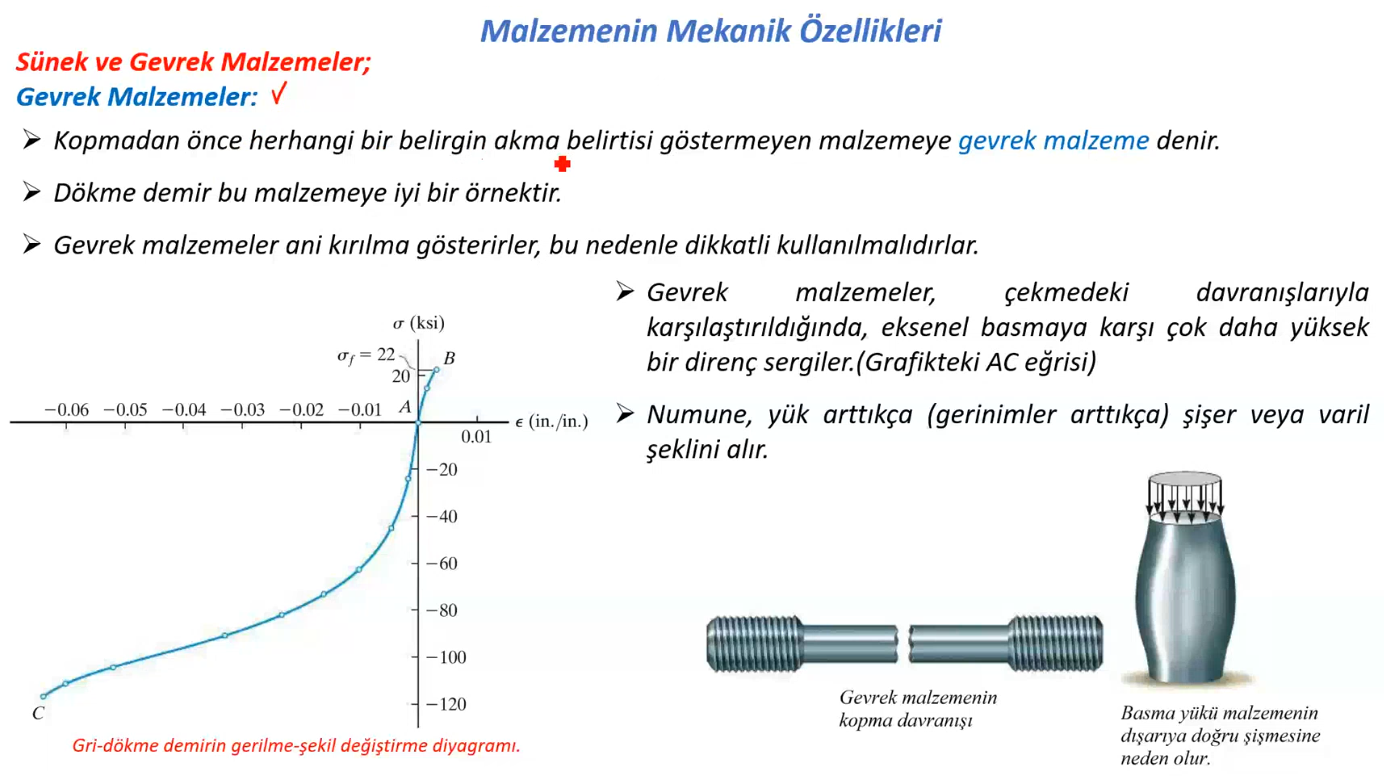 Malzemenin Mekanik Özellikleri
Sünek ve Gevrek Malzemeler;
Gevrek Malzemeler: √
➢ Kopmadan önce herhangi bir belirgin akma belirtisi göstermeyen malzemeye gevrek malzeme denir.
➢ Dökme demir bu malzemeye iyi bir örnektir.
➢ Gevrek malzemeler ani kırılma gösterirler, bu nedenle dikkatli kullanılmalıdırlar.
➢ Gevrek malzemeler, çekmedeki davranışlarıyla
karşılaştırıldığında, eksenel basmaya karşı çok daha yüksek
bir direnç sergiler.(Grafikteki AC eğrisi)
➢ Numune, yük arttıkça (gerinimler arttıkça) şişer veya varil
şeklini alır.
σ (ksi)
σf = 22
B
20
−0.06 −0.05 −0.04 −0.03 −0.02 −0.01 A
ϵ (in./in.)
0.01
−20
−40
−60
−80
−100
−120
C
Gri-dökme demirin gerilme-şekil değiştirme diyagramı.
Gevrek malzemenin
kopma davranışı
Basma yükü malzemenin
dışarıya doğru şişmesine
neden olur.